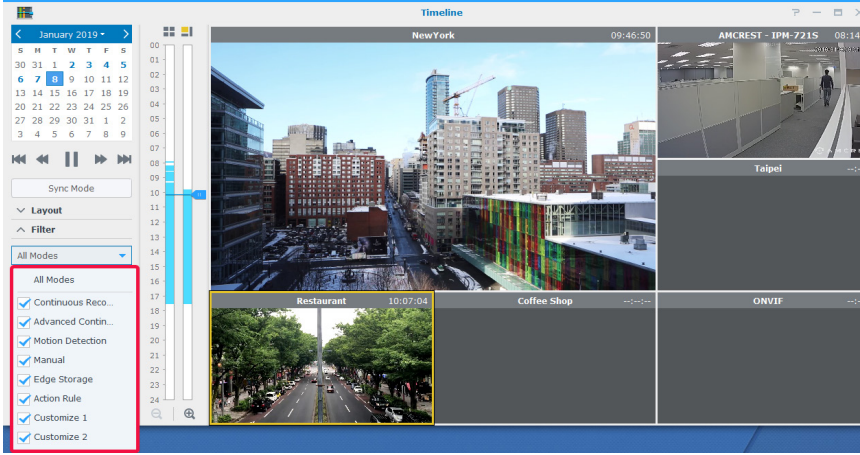 Timeline
January 2019
S M T W T F S
30 31 1 2 3 4 5
6 7 8 9 10 11 12
13 14 15 16 17 18 19
20 21 22 23 24 25 26
27 28 29 30 31 1 2
3 4 5 6 7 8 9
Sync Mode
Layout
Filter
All Modes
All Modes
Continuous Reco...
Advanced Contin...
Motion Detection
Manual
Edge Storage
Action Rule
Customize 1
Customize 2
00
01
02
03
04
05
06
07
08
09
10
11
12
13
14
15
16
17
18
19
20
21
22
23
24
NewYork 09:46:50
AMCREST - IPM-721S 08:14
Taipei --:-
Restaurant 10:07:04
Coffee Shop --:--:--
ONVIF --:-